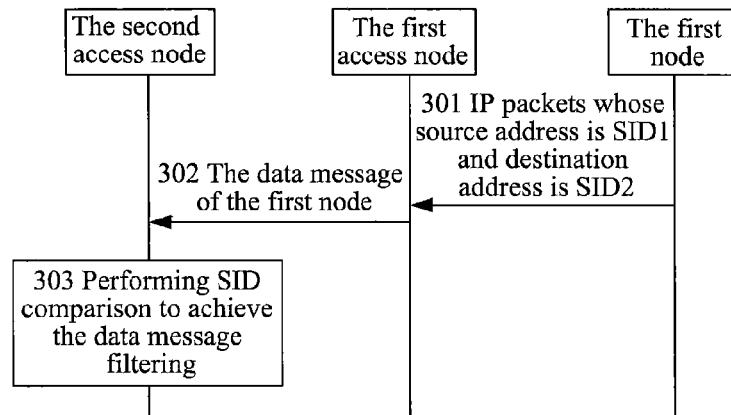 The second
access node
The first
access node
The first
node
301 IP packets whose
source address is SID1
and destination
address is SID2
302 The data message
of the first node
303 Performing SID
comparison to achieve
the data message
filtering